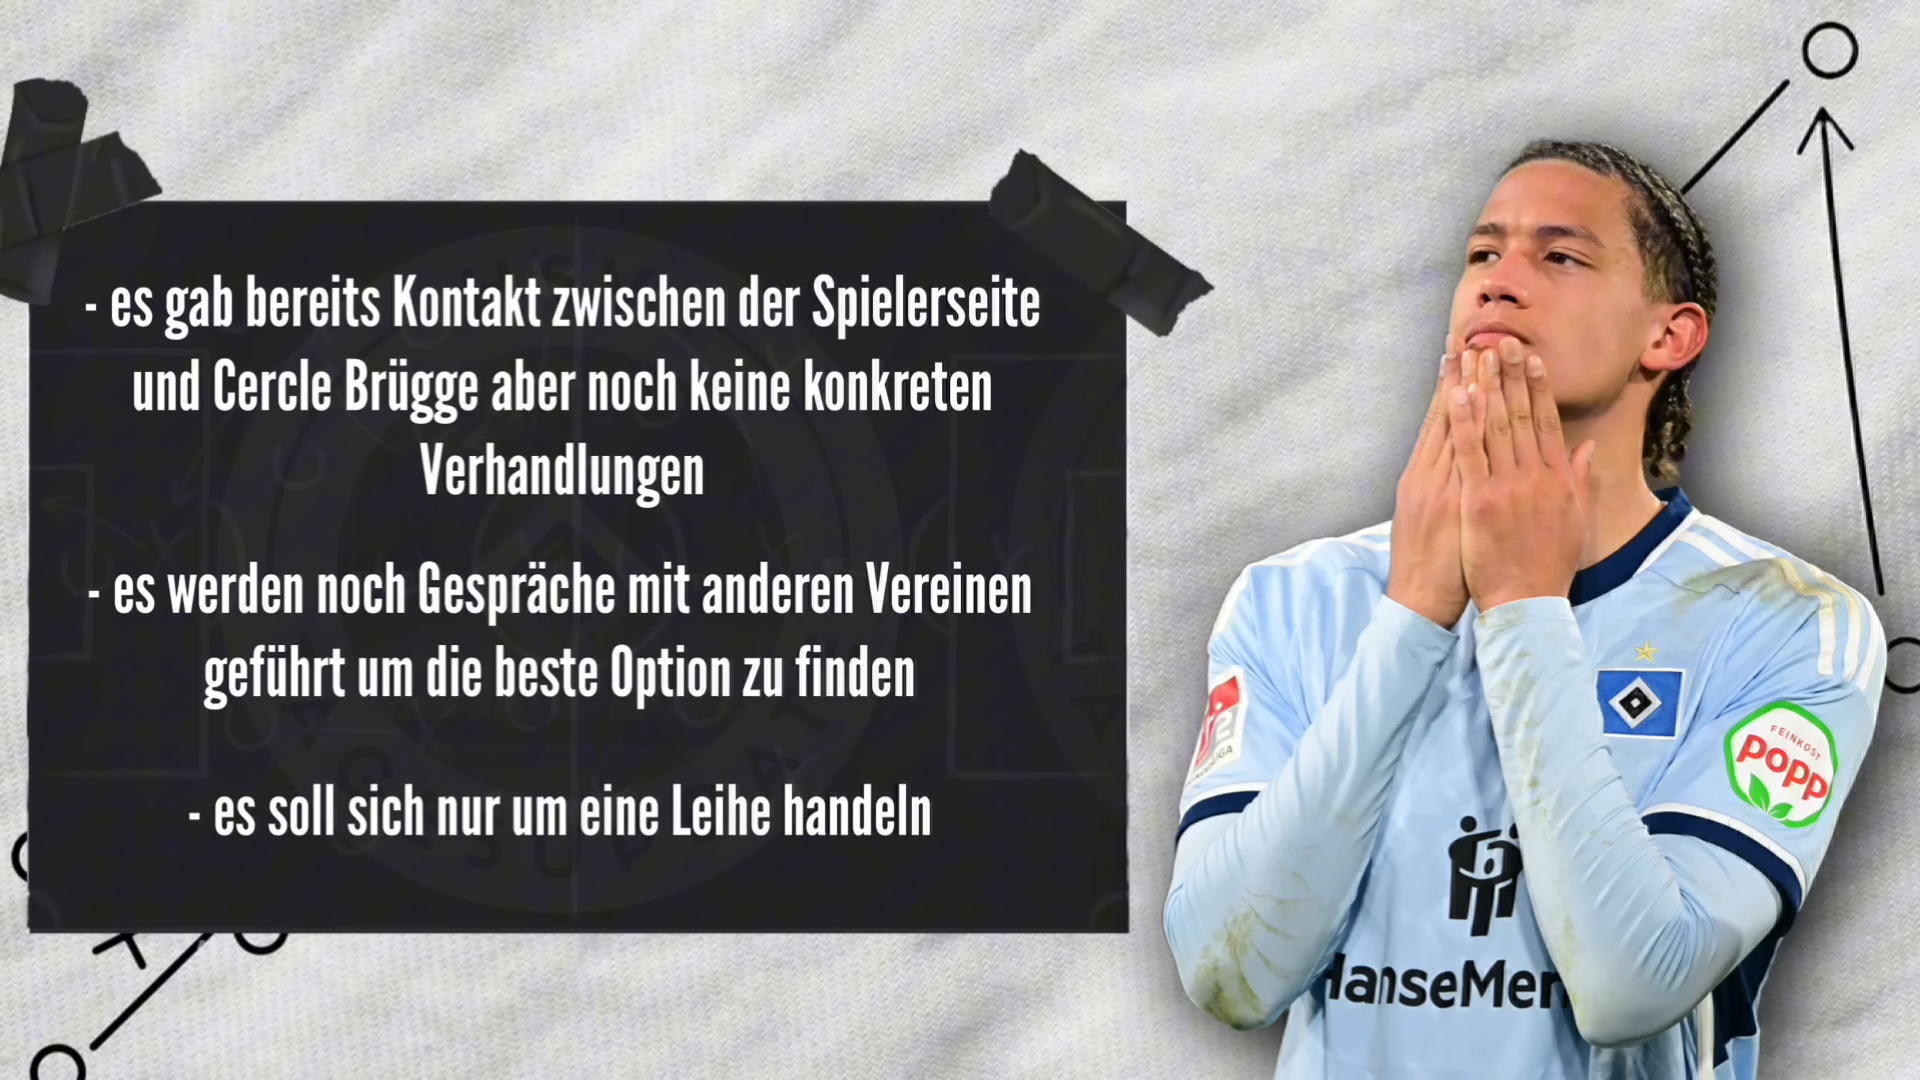 - es gab bereits Kontakt zwischen der Spielerseite
und Cercle Brügge aber noch keine konkreten
Verhandlungen
- es werden noch Gespräche mit anderen Vereinen
geführt um die beste Option zu finden
- es soll sich nur um eine Leihe handeln
FEINKOST
popp
HanseMer